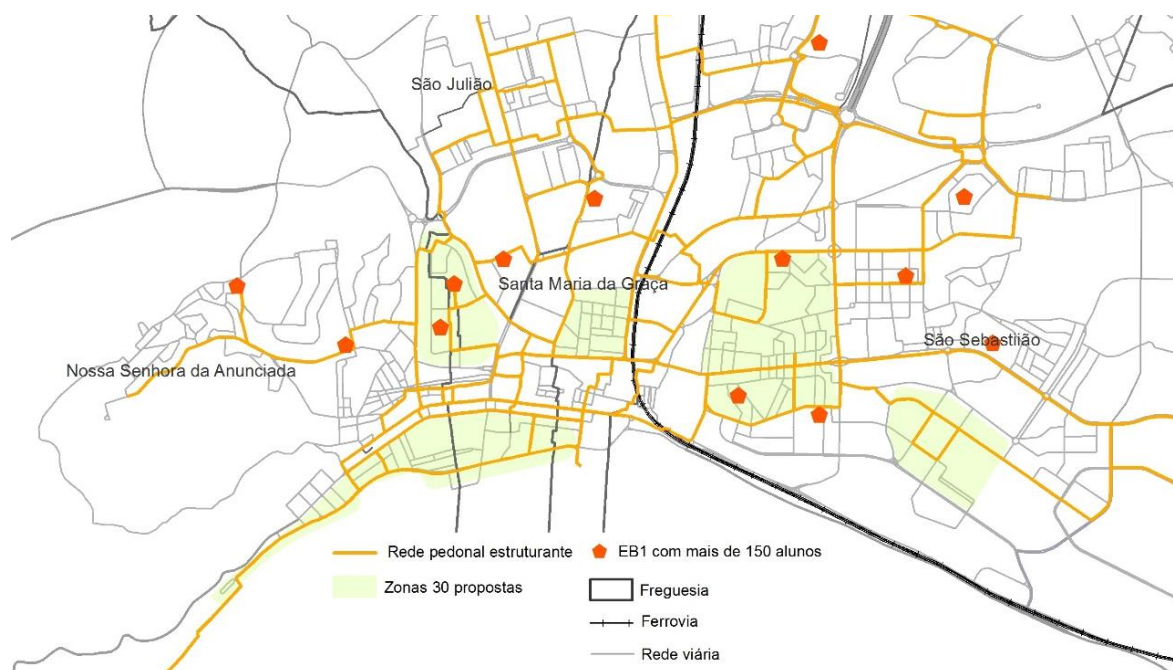 São Julião
Santa Maria da Graça
São Sebastiião
Nossa Senhora da Anunciada
Rede pedonal estruturante
EB1 com mais de 150 alunos
Zonas 30 propostas
Freguesia
Ferrovia
Rede viária